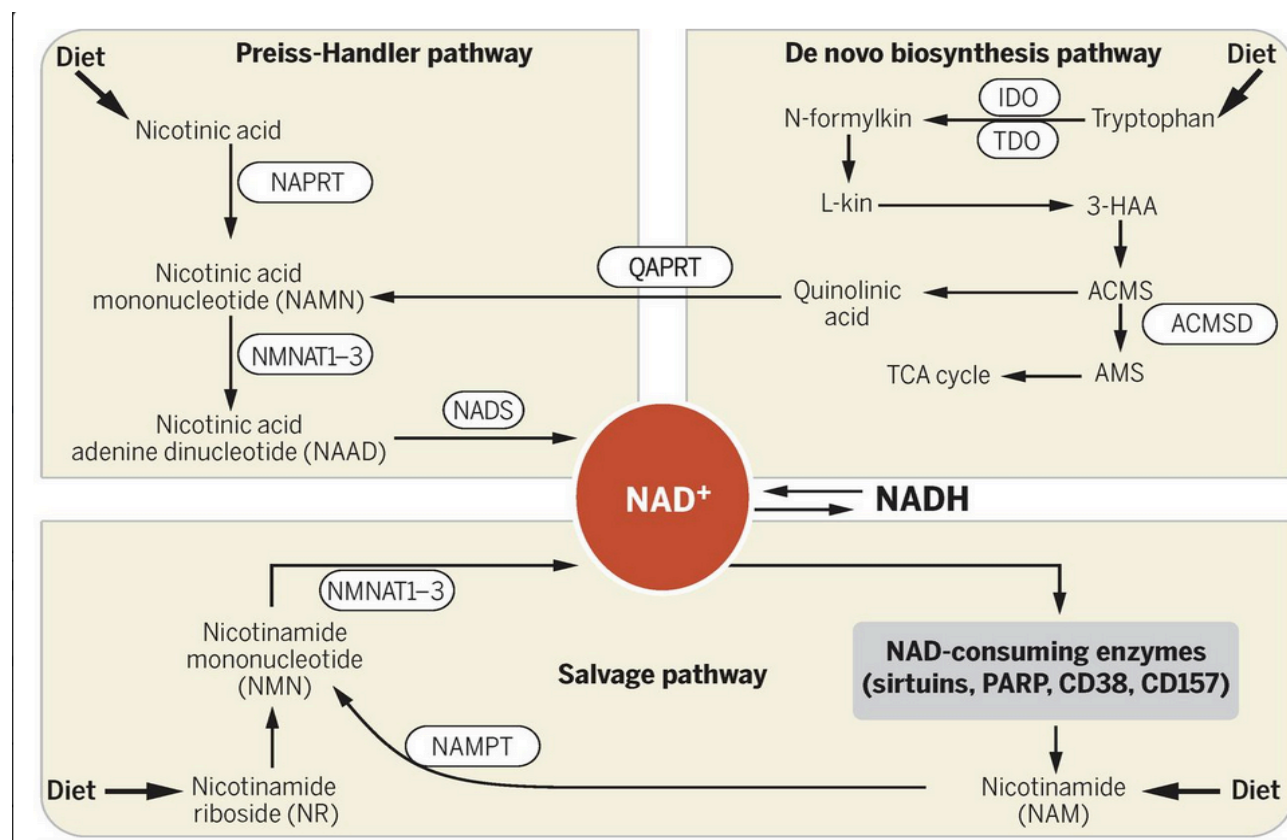 Diet
Preiss-Handler pathway
Nicotinic acid
NAPRT
Nicotinic acid
mononucleotide (NAMN)
NMNAT1–3
Nicotinic acid
adenine dinucleotide (NAAD)
NADS
De novo biosynthesis pathway
Diet
IDO
N-formylkin
Tryptophan
TDO
L-kin
3-HAA
QAPRT
Quinolinic
acid
ACMS
ACMSD
TCA cycle
AMS
NAD+
NADH
NMNAT1–3
Nicotinamide
mononucleotide
(NMN)
Salvage pathway
NAD-consuming enzymes
(sirtuins, PARP, CD38, CD157)
NAMPT
Diet
Nicotinamide
riboside (NR)
Nicotinamide
(NAM)
Diet